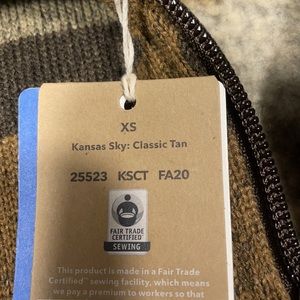 XS
Kansas Sky: Classic Tan
25523 KSCT FA20
FAIR TRADE
CERTIFIED™
SEWING
This product is made in a Fair Trade
Certified™ sewing facility, which means
we pay a premium to workers so that